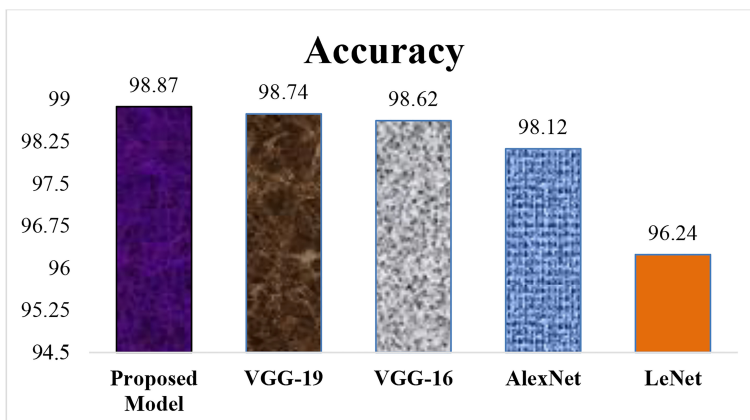 Accuracy
98.87
98.74
98.62
98.12
96.24
99
98.25
97.5
96.75
96
95.25
94.5
Proposed
Model
VGG-19
VGG-16
AlexNet
LeNet